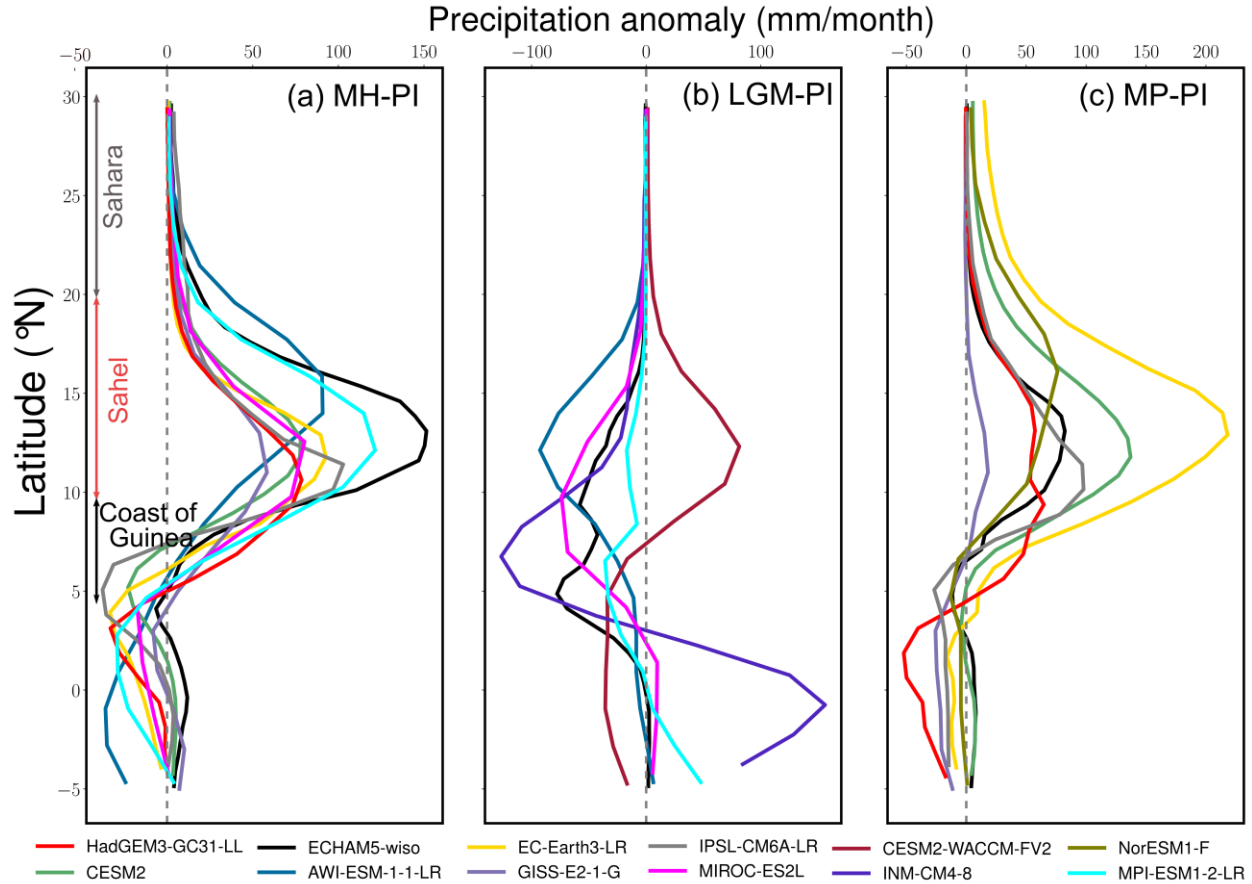 Precipitation anomaly (mm/month)
−50 0 50 100 150
−100 0 100
−50 0 50 100 150 200
(a) MH-PI
(b) LGM-PI
(c) MP-PI
Latitude (°N)
30
25
20
15
10
5
0
−5
Sahara
Sahel
Coast of
Guinea
HadGEM3-GC31-LL ECHAM5-wiso EC-Earth3-LR IPSL-CM6A-LR CESM2-WACCM-FV2 NorESM1-F
CESM2 AWI-ESM-1-1-LR GISS-E2-1-G MIROC-ES2L INM-CM4-8 MPI-ESM1-2-LR